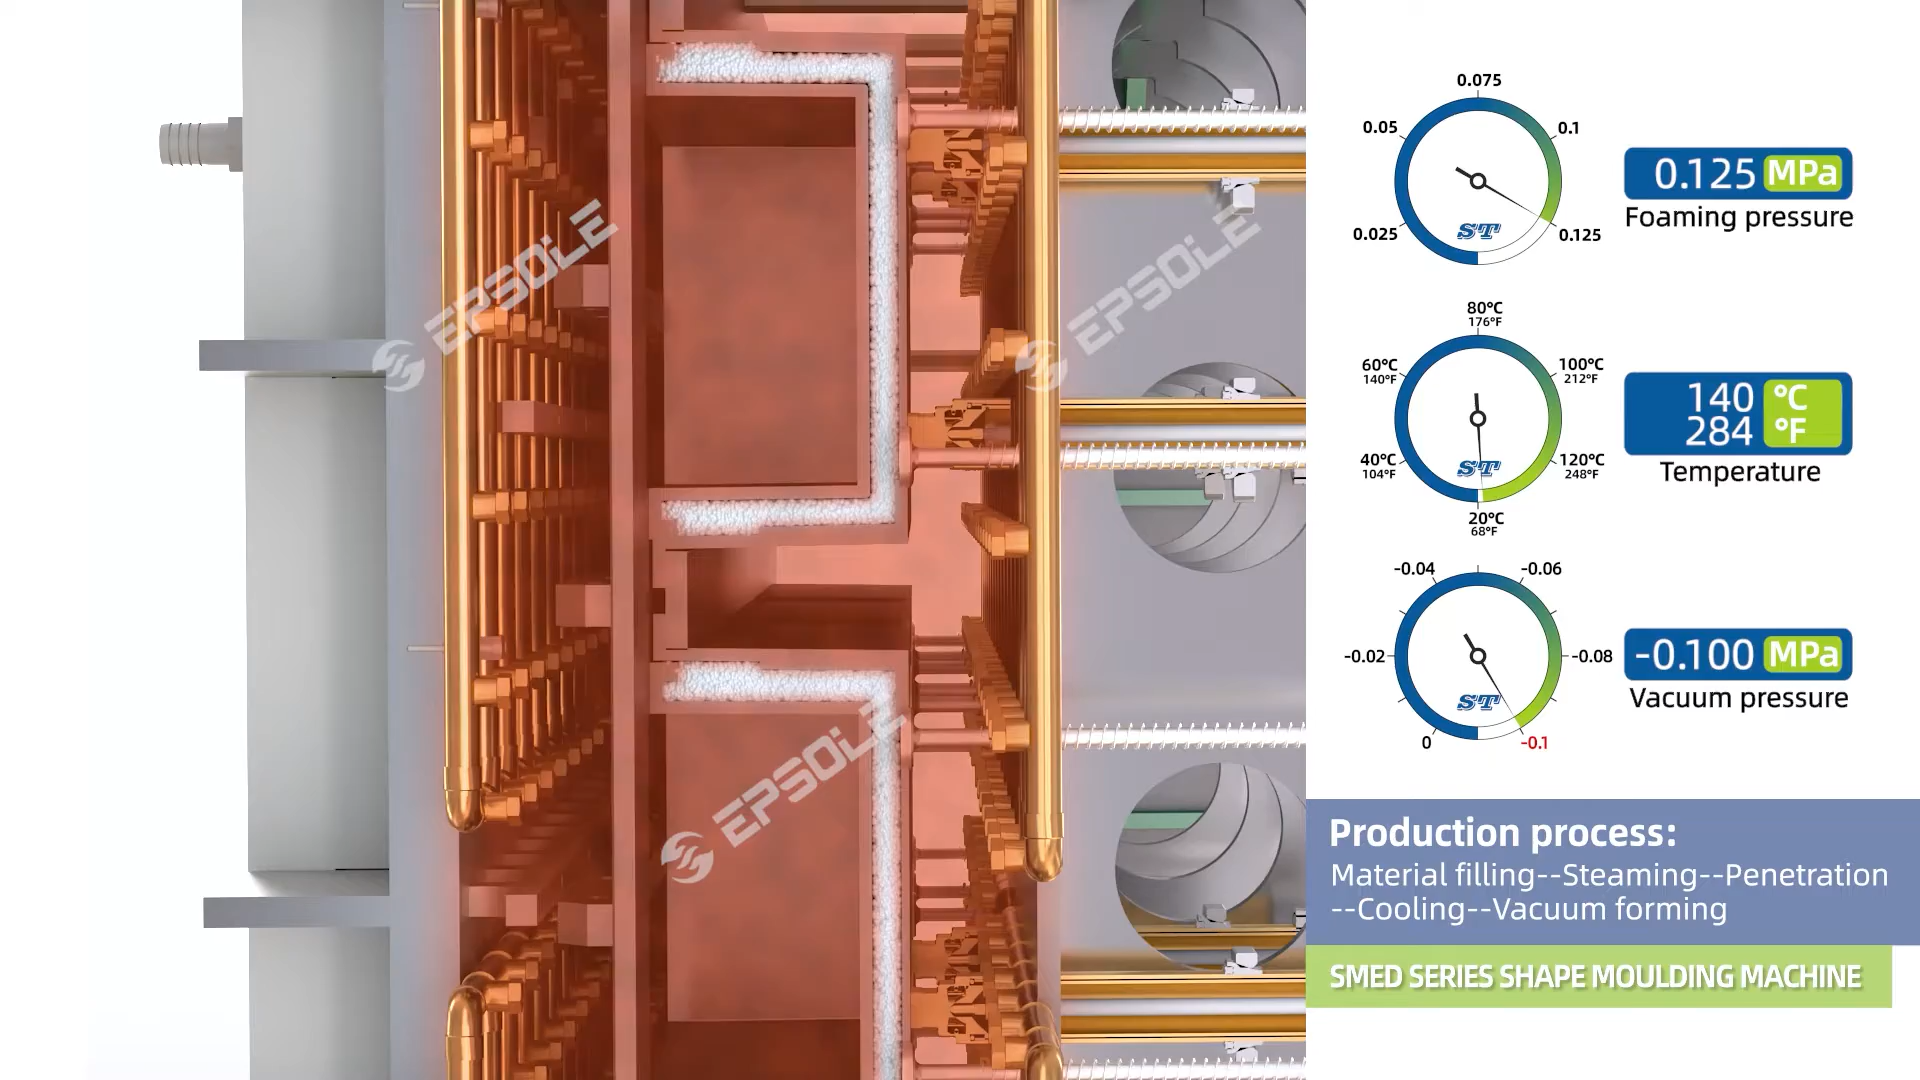 EPSOLE
EPSOLE
EPSOLE
0.075
0.05
0.1
0.025
0.125
ST
0.125 MPa
Foaming pressure
80℃
176℉
60℃
140℉
100℃
212℉
40℃
104℉
120℃
248℉
20℃
68℉
ST
140 ℃
284 ℉
Temperature
-0.04
-0.06
-0.02
-0.08
0
-0.1
ST
-0.100 MPa
Vacuum pressure
Production process:
Material filling--Steaming--Penetration
--Cooling--Vacuum forming
SMED SERIES SHAPE MOULDING MACHINE